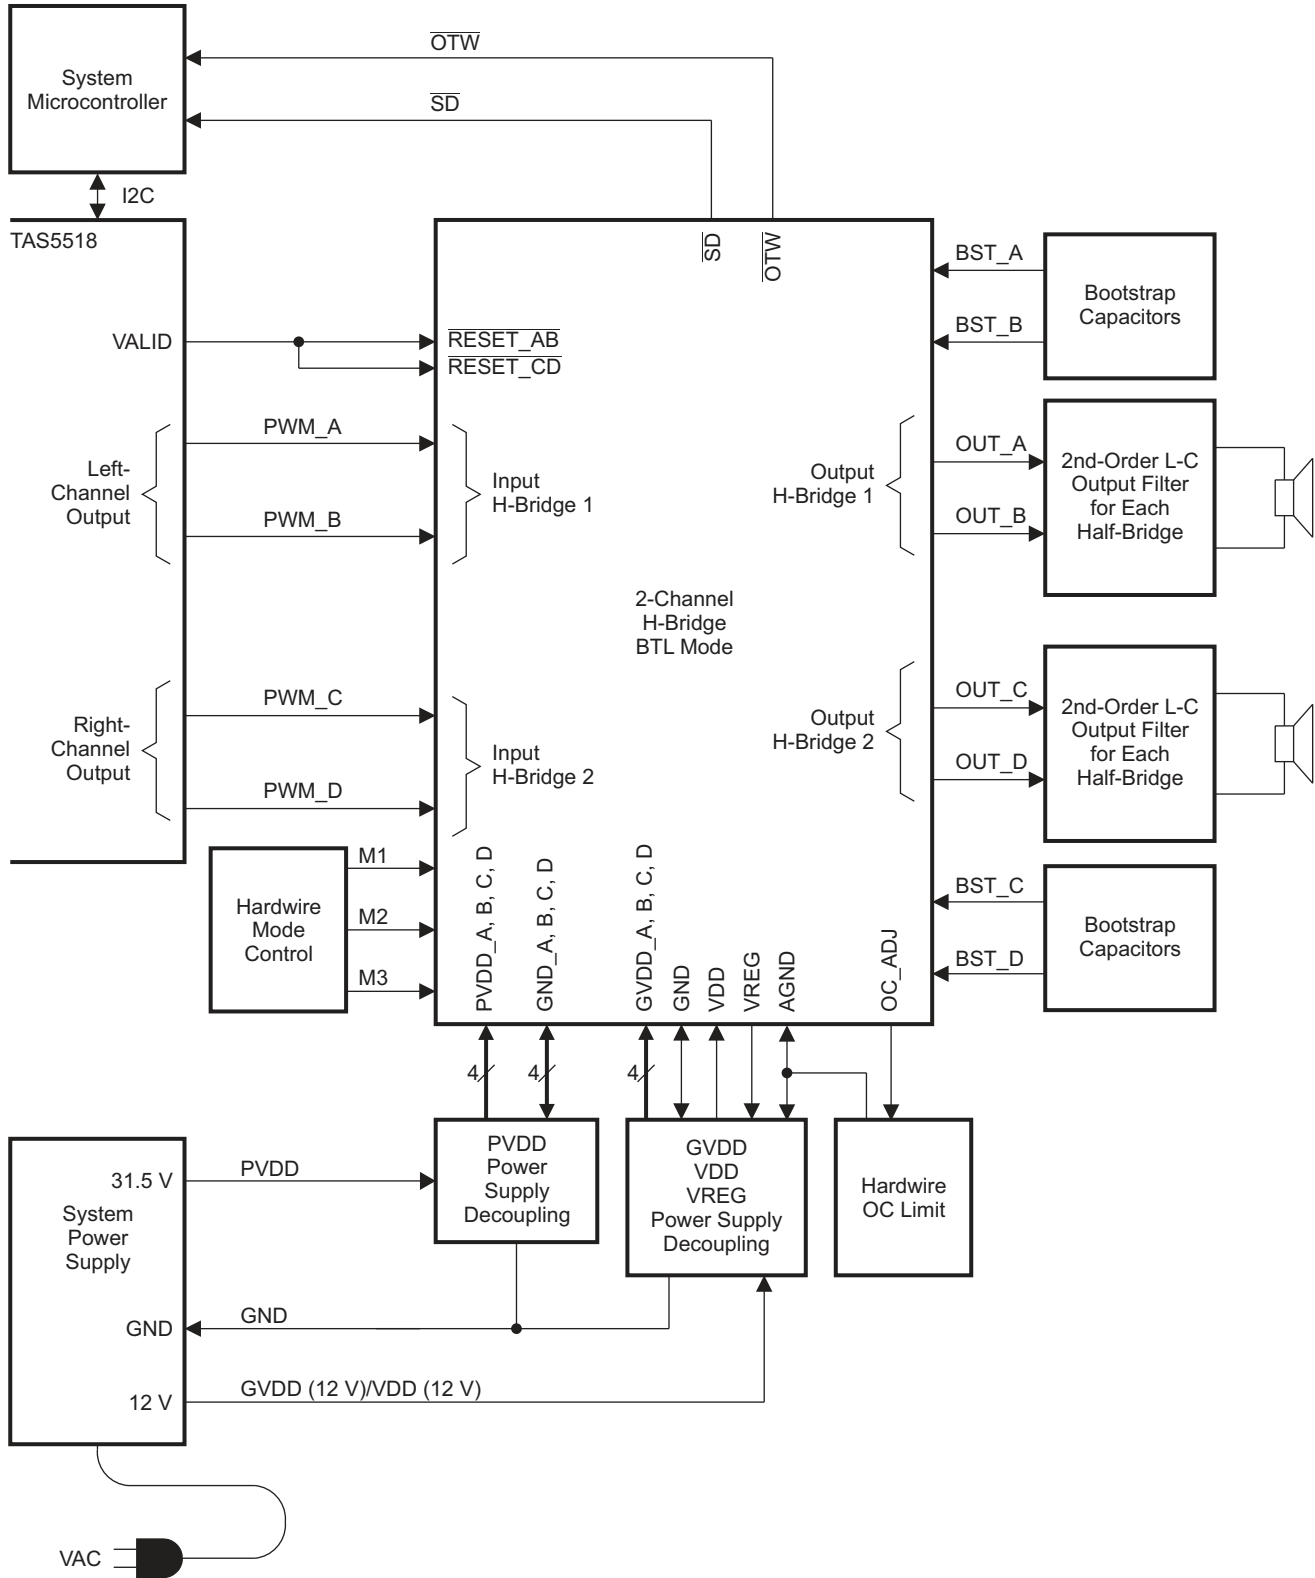 OTW
System
Microcontroller
SD
I2C
TAS5518
SD
OTW
BST_A
Bootstrap
Capacitors
BST_B
VALID
RESET_AB
RESET_CD
PWM_A
Left-
Channel
Output
PWM_B
Input
H-Bridge 1
Output
H-Bridge 1
OUT_A
OUT_B
2nd-Order L-C
Output Filter
for Each
Half-Bridge
2-Channel
H-Bridge
BTL Mode
PWM_C
Right-
Channel
Output
PWM_D
Input
H-Bridge 2
Output
H-Bridge 2
OUT_C
OUT_D
2nd-Order L-C
Output Filter
for Each
Half-Bridge
M1
Hardwire
Mode
Control
M2
M3
PVDD_A, B, C, D
GND_A, B, C, D
GVDD_A, B, C, D
GND
VDD
VREG
AGND
OC_ADJ
BST_C
Bootstrap
Capacitors
BST_D
4
4
4
31.5 V
PVDD
System
Power
Supply
PVDD
Power
Supply
Decoupling
GVDD
VDD
VREG
Power Supply
Decoupling
Hardwire
OC Limit
GND
GND
12 V
GVDD (12 V)/VDD (12 V)
VAC